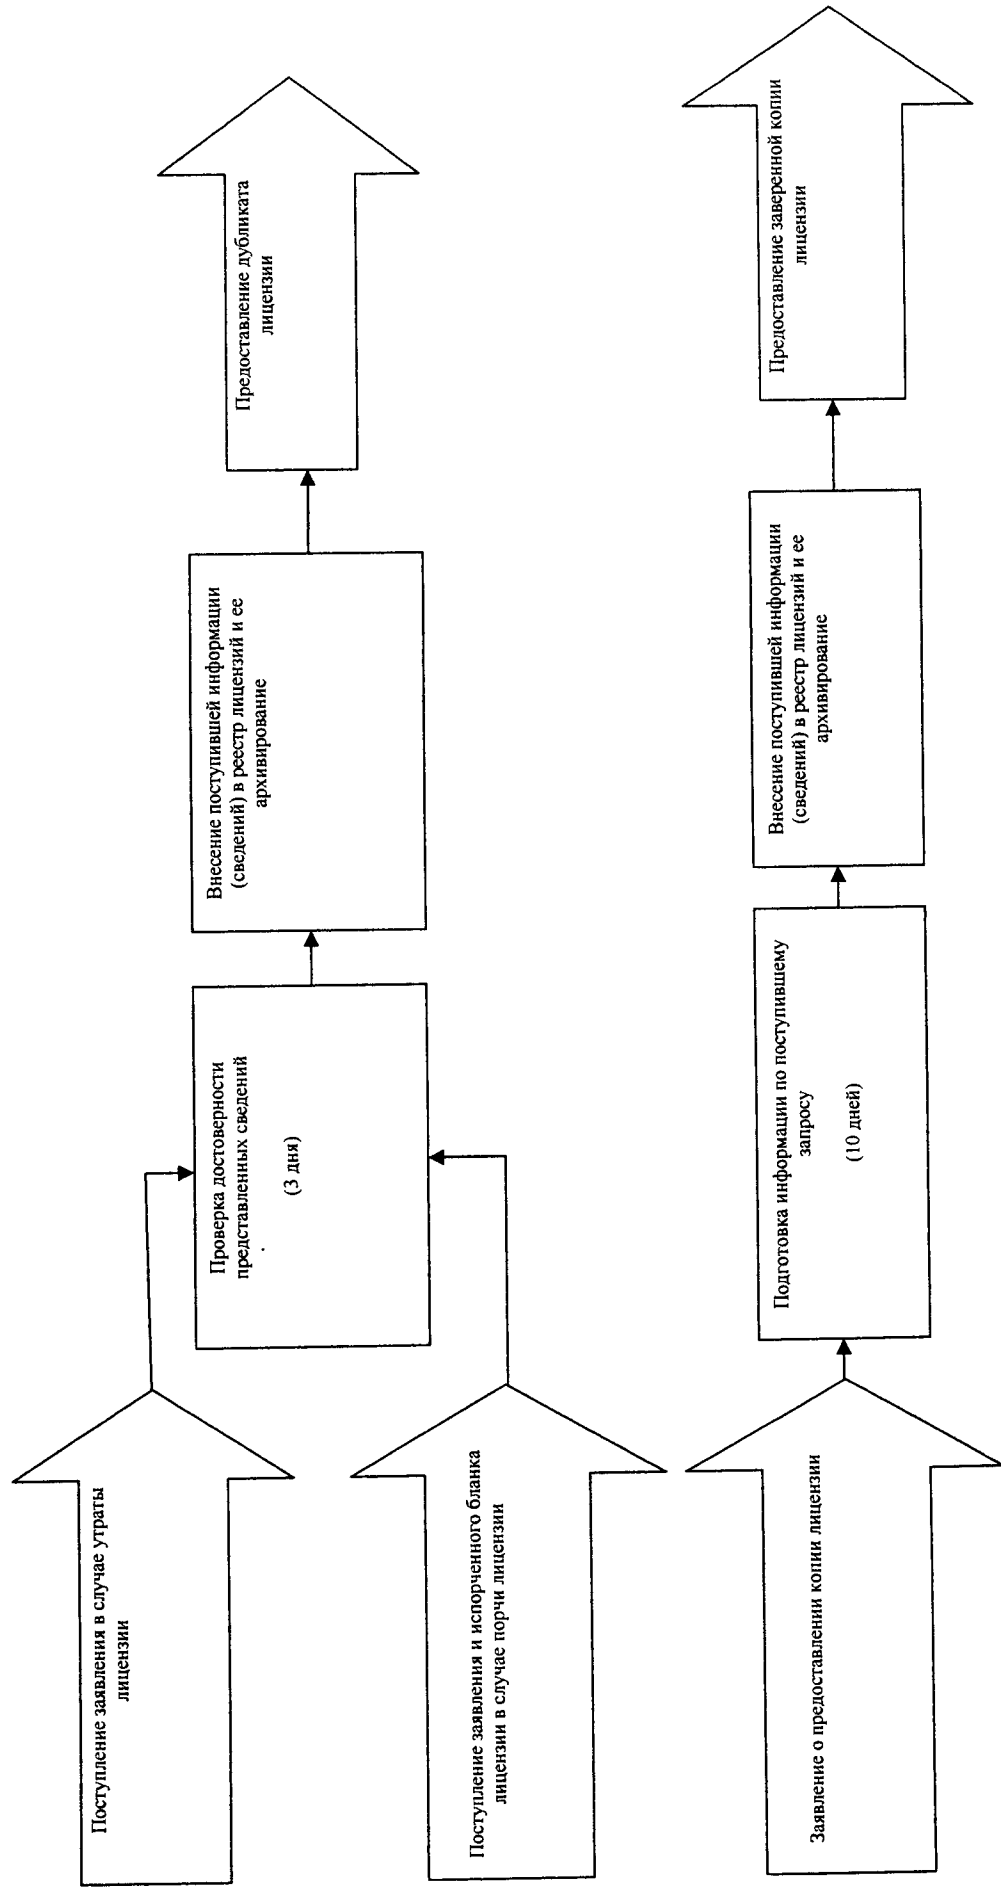 Поступление заявления в случае утраты
лицензии
Проверка достоверности
представленных сведений
(3 дня)
Внесение поступившей информации
(сведений) в реестр лицензий и ее
архивирование
Предоставление дубликата
лицензии
Поступление заявления и испорченного бланка
лицензии в случае порчи лицензии
Заявление о предоставлении копии лицензии
Подготовка информации по поступившему
запросу
(10 дней)
Внесение поступившей информации
(сведений) в реестр лицензий и ее
архивирование
Предоставление заверенной копии
лицензии